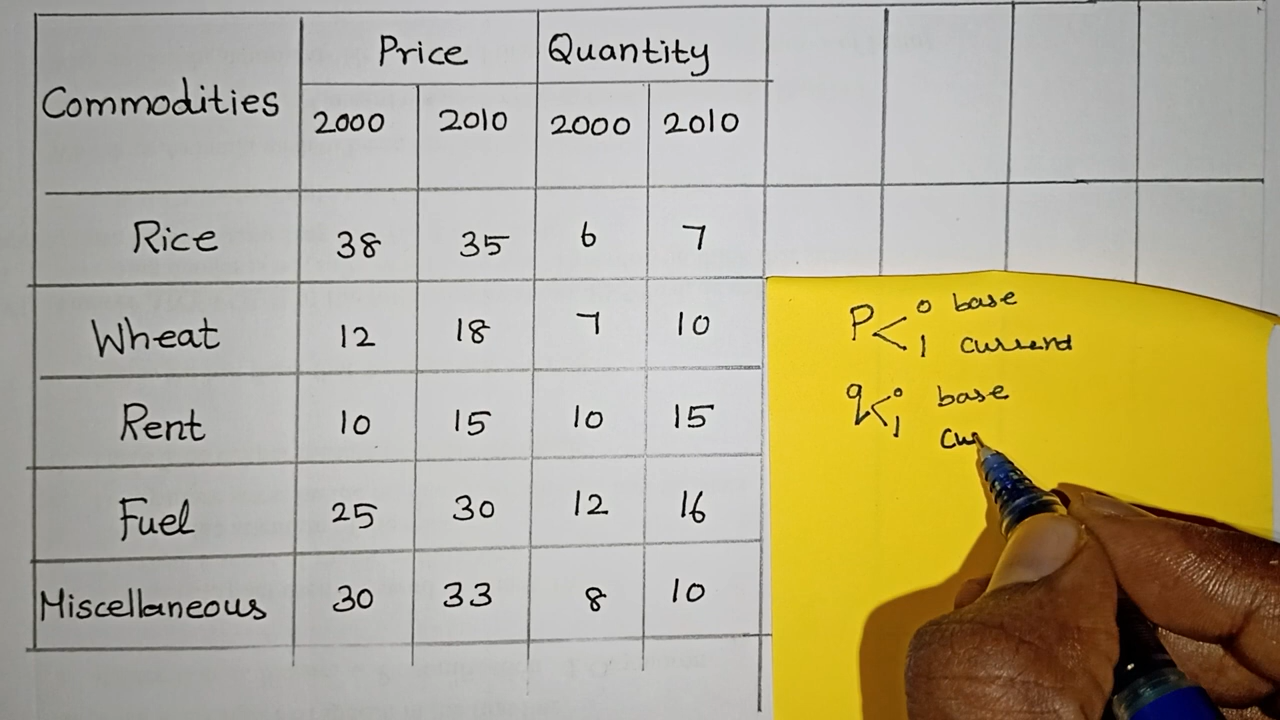 Commodities Price Quantity
2000 2010 2000 2010
Rice 38 35 6 7
Wheat 12 18 7 10
Rent 10 15 10 15
Fuel 25 30 12 16
Miscellaneous 30 33 8 10
P < 0 base
1 current
q < 0 base
1 cu